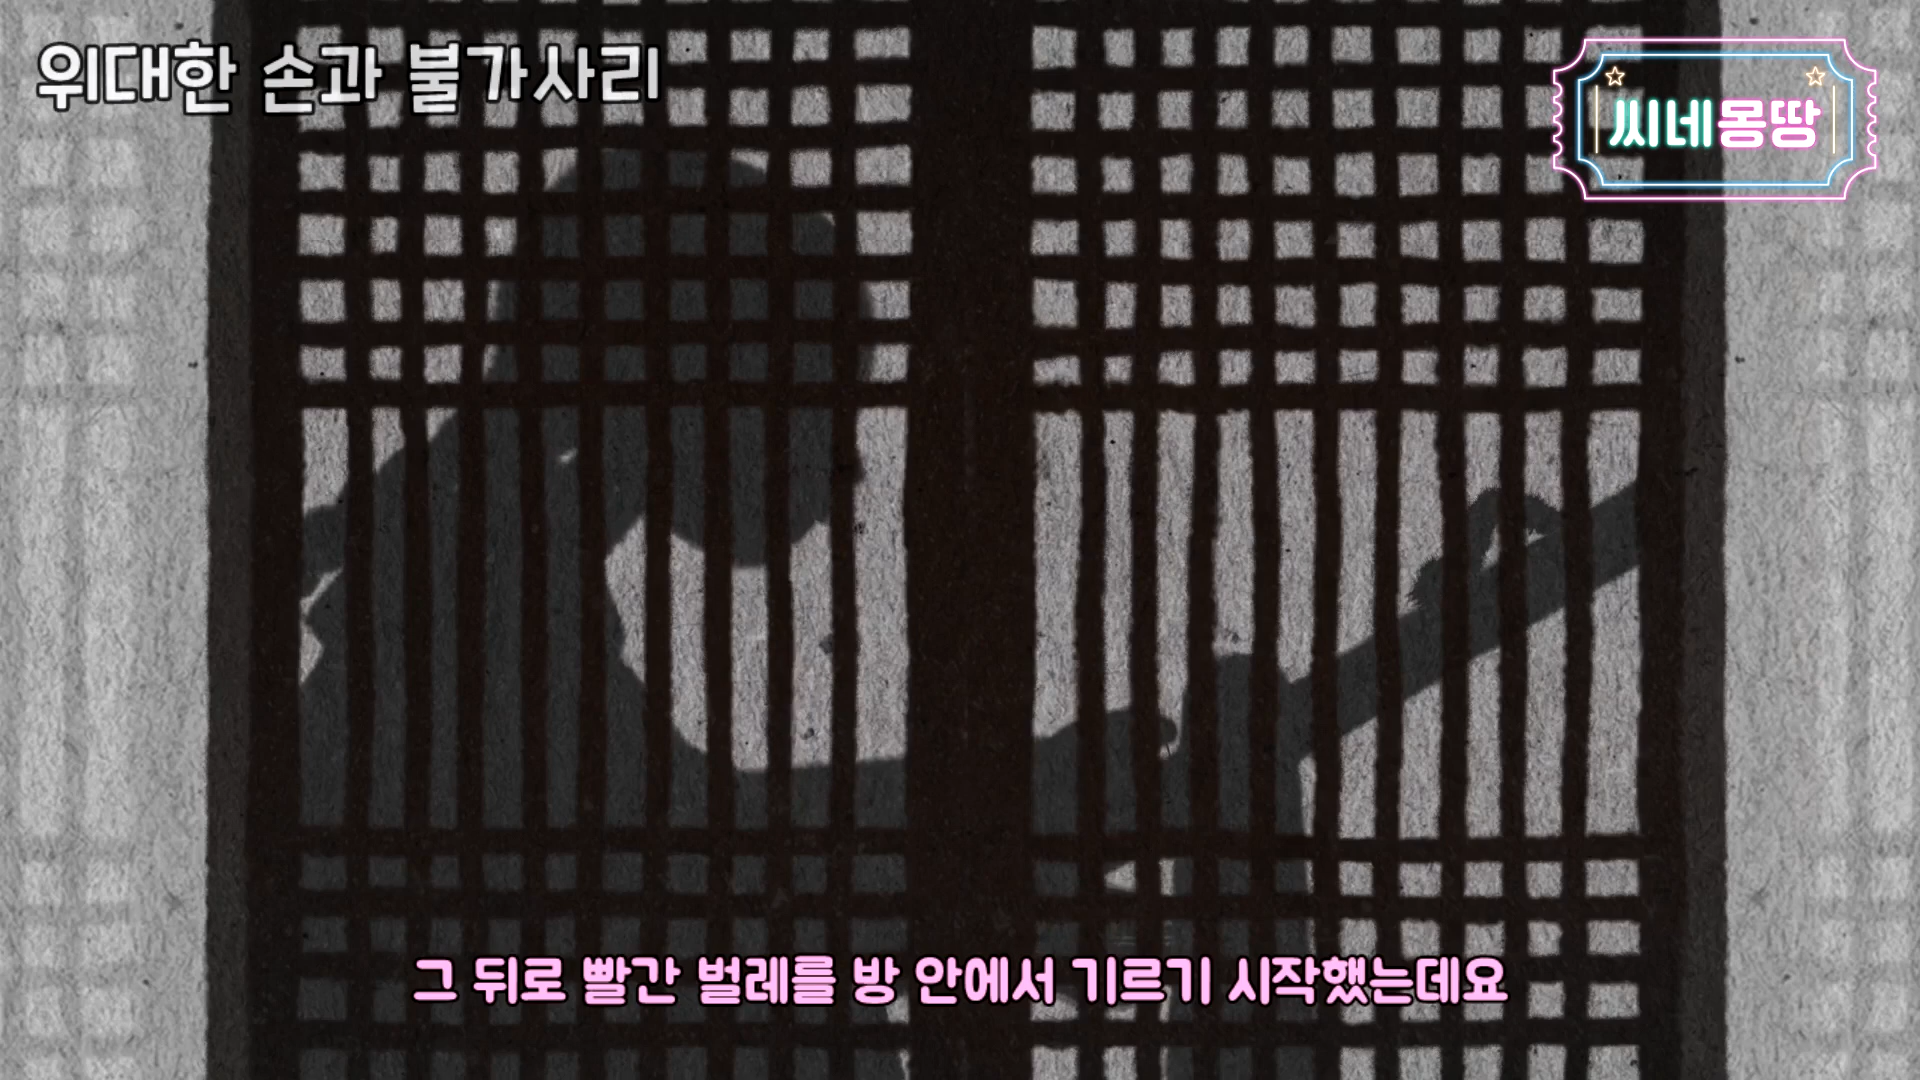 위대한 손과 불가사리
씨네몽땅
그 뒤로 빨간 벌레를 방 안에서 기르기 시작했는데요